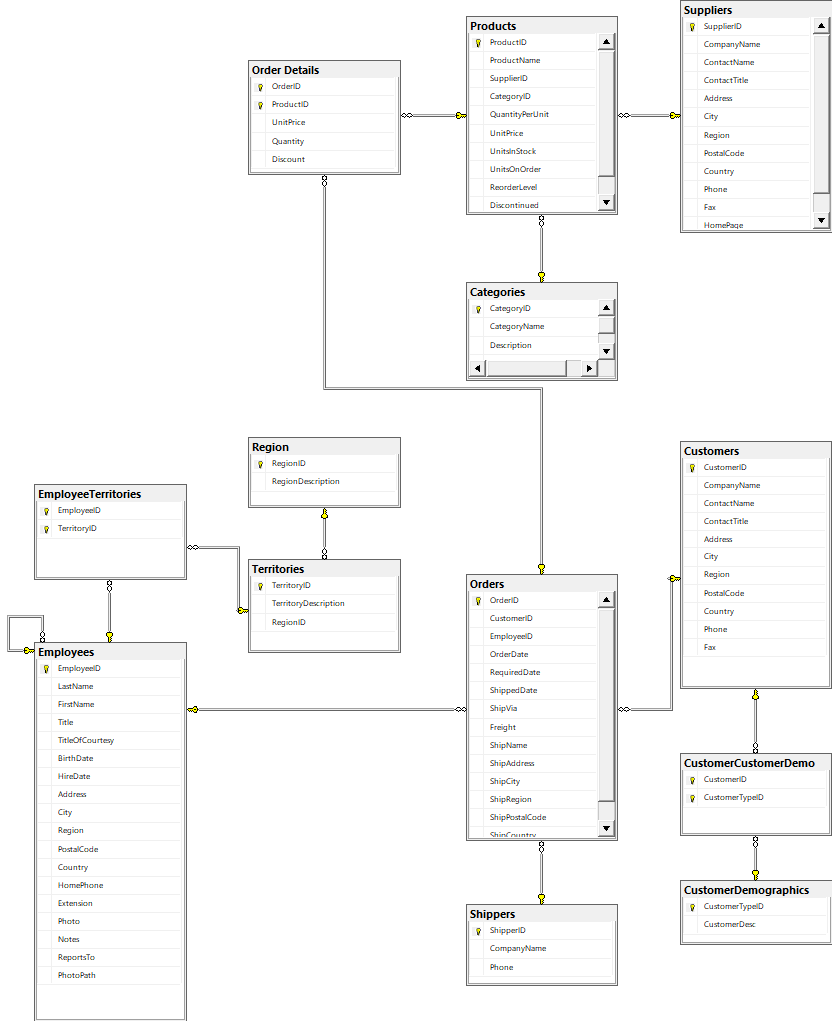 Suppliers
SupplierID
CompanyName
ContactName
ContactTitle
Address
City
Region
PostalCode
Country
Phone
Fax
HomePage
Products
ProductID
ProductName
SupplierID
CategoryID
QuantityPerUnit
UnitPrice
UnitsInStock
UnitsOnOrder
ReorderLevel
Discontinued
Order Details
OrderID
ProductID
UnitPrice
Quantity
Discount
Categories
CategoryID
CategoryName
Description
Region
RegionID
RegionDescription
Customers
CustomerID
CompanyName
ContactName
ContactTitle
Address
City
Region
PostalCode
Country
Phone
Fax
EmployeeTerritories
EmployeeID
TerritoryID
Territories
TerritoryID
TerritoryDescription
RegionID
Orders
OrderID
CustomerID
EmployeeID
OrderDate
RequiredDate
ShippedDate
ShipVia
Freight
ShipName
ShipAddress
ShipCity
ShipRegion
ShipPostalCode
ShipCountry
Employees
EmployeeID
LastName
FirstName
Title
TitleOfCourtesy
BirthDate
HireDate
Address
City
Region
PostalCode
Country
HomePhone
Extension
Photo
Notes
ReportsTo
PhotoPath
CustomerCustomerDemo
CustomerID
CustomerTypeID
CustomerDemographics
CustomerTypeID
CustomerDesc
Shippers
ShipperID
CompanyName
Phone